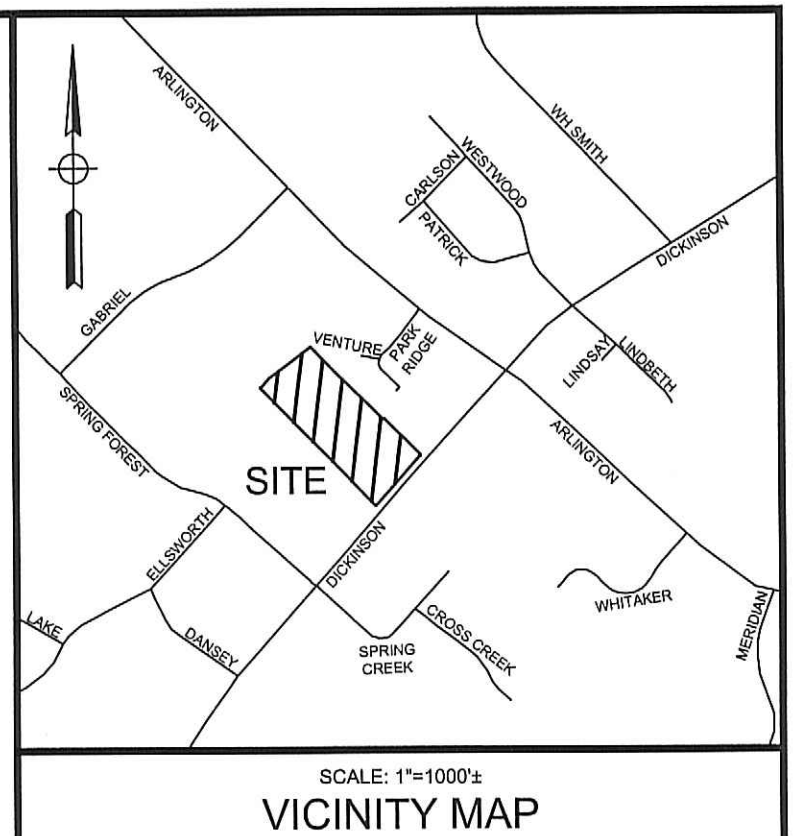 ARLINGTON
WH SMITH
WESTWOOD
CARLSON
PATRICK
DICKINSON
GABRIEL
VENTURE
PARK
RIDGE
LINDSAY
LINDBETH
SPRING FOREST
ARLINGTON
SITE
ELLSWORTH
DICKINSON
WHITAKER
LAKE
DANSEY
SPRING
CREEK
CROSS CREEK
MERIDIAN
SCALE: 1"=1000'±
VICINITY MAP